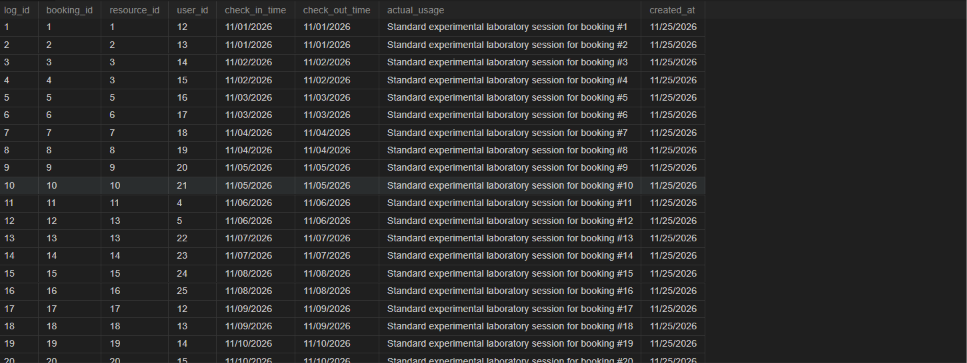 log_id booking_id resource_id user_id check_in_time check_out_time actual_usage created_at
1 1 1 12 11/01/2026 11/01/2026 Standard experimental laboratory session for booking #1 11/25/2026
2 2 2 13 11/01/2026 11/01/2026 Standard experimental laboratory session for booking #2 11/25/2026
3 3 3 14 11/02/2026 11/02/2026 Standard experimental laboratory session for booking #3 11/25/2026
4 4 3 15 11/02/2026 11/02/2026 Standard experimental laboratory session for booking #4 11/25/2026
5 5 5 16 11/03/2026 11/03/2026 Standard experimental laboratory session for booking #5 11/25/2026
6 6 6 17 11/03/2026 11/03/2026 Standard experimental laboratory session for booking #6 11/25/2026
7 7 7 18 11/04/2026 11/04/2026 Standard experimental laboratory session for booking #7 11/25/2026
8 8 8 19 11/04/2026 11/04/2026 Standard experimental laboratory session for booking #8 11/25/2026
9 9 9 20 11/05/2026 11/05/2026 Standard experimental laboratory session for booking #9 11/25/2026
10 10 10 21 11/05/2026 11/05/2026 Standard experimental laboratory session for booking #10 11/25/2026
11 11 11 4 11/06/2026 11/06/2026 Standard experimental laboratory session for booking #11 11/25/2026
12 12 13 5 11/06/2026 11/06/2026 Standard experimental laboratory session for booking #12 11/25/2026
13 13 13 22 11/07/2026 11/07/2026 Standard experimental laboratory session for booking #13 11/25/2026
14 14 14 23 11/07/2026 11/07/2026 Standard experimental laboratory session for booking #14 11/25/2026
15 15 15 24 11/08/2026 11/08/2026 Standard experimental laboratory session for booking #15 11/25/2026
16 16 16 25 11/08/2026 11/08/2026 Standard experimental laboratory session for booking #16 11/25/2026
17 17 17 12 11/09/2026 11/09/2026 Standard experimental laboratory session for booking #17 11/25/2026
18 18 18 13 11/09/2026 11/09/2026 Standard experimental laboratory session for booking #18 11/25/2026
19 19 19 14 11/10/2026 11/10/2026 Standard experimental laboratory session for booking #19 11/25/2026
20 20 20 15 11/10/2026 11/10/2026 Standard experimental laboratory session for booking #20 11/25/2026